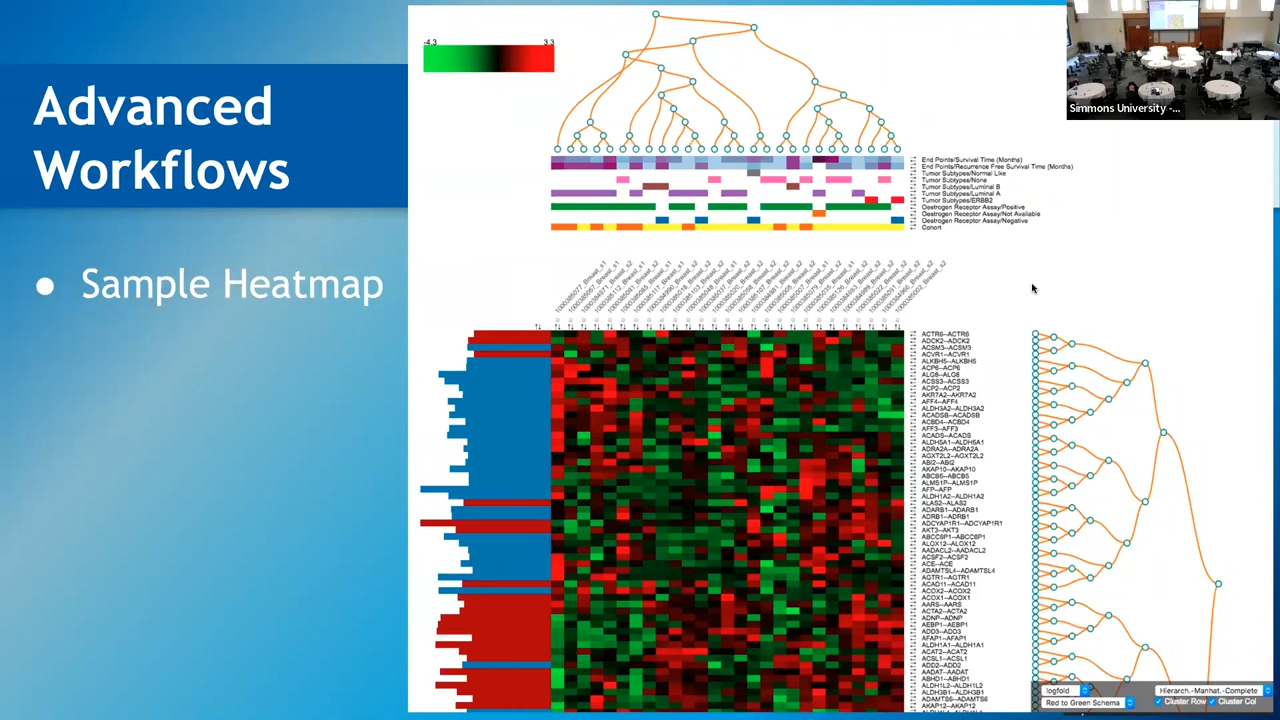 Advanced
Workflows
● Sample Heatmap
-4.3
3.3
Simmons University -...
End Points/Survival Time (Months)
End Points/Recurrence Free Survival Time (Months)
Tumor Subtypes/Normal Like
Tumor Subtypes/None
Tumor Subtypes/Luminal B
Tumor Subtypes/Luminal A
Tumor Subtypes/ERBB2
Oestrogen Receptor Assay/Positive
Oestrogen Receptor Assay/Not Available
Oestrogen Receptor Assay/Negative
Cohort
ACTR6--ACTR6
ADCK2--ADCK2
ACSM3--ACSM3
ACVR1--ACVR1
ALKBH5--ALKBH5
ACP6--ACP6
ALG8--ALG8
ACSS3--ACSS3
ACP2--ACP2
AKR7A2--AKR7A2
AFF4--AFF4
ALDH3A2--ALDH3A2
ACADSB--ACADSB
ACBD4--ACBD4
AFF3--AFF3
ACADS--ACADS
ALDH5A1--ALDH5A1
ADRA2A--ADRA2A
AGXT2L2--AGXT2L2
ABI2--ABI2
AKAP10--AKAP10
ABCB5--ABCB5
ALMS1P--ALMS1P
AFP--AFP
ALDH1A2--ALDH1A2
ALAS2--ALAS2
ADARB1--ADARB1
ADRB1--ADRB1
ADCYAP1R1--ADCYAP1R1
AKT3--AKT3
ABCC6P1--ABCC6P1
ALOX12--ALOX12
AADACL2--AADACL2
ACSF2--ACSF2
ACE--ACE
ADAMTSL4--ADAMTSL4
AGTR1--AGTR1
ACAD11--ACAD11
ACOX2--ACOX2
ACOX1--ACOX1
AARS--AARS
ACTA2--ACTA2
ADNP--ADNP
AEBP1--AEBP1
ADD3--ADD3
AFAP1--AFAP1
ALDH1A1--ALDH1A1
ACAT2--ACAT2
ACSL1--ACSL1
ADD2--ADD2
AADAT--AADAT
ABHD1--ABHD1
ALDH1L2--ALDH1L2
ALDH3B1--ALDH3B1
ADAMTS6--ADAMTS6
AKAP12--AKAP12
logfold
Hierarch.-Manhat.-Complete
Red to Green Schema
Cluster Row
Cluster Col